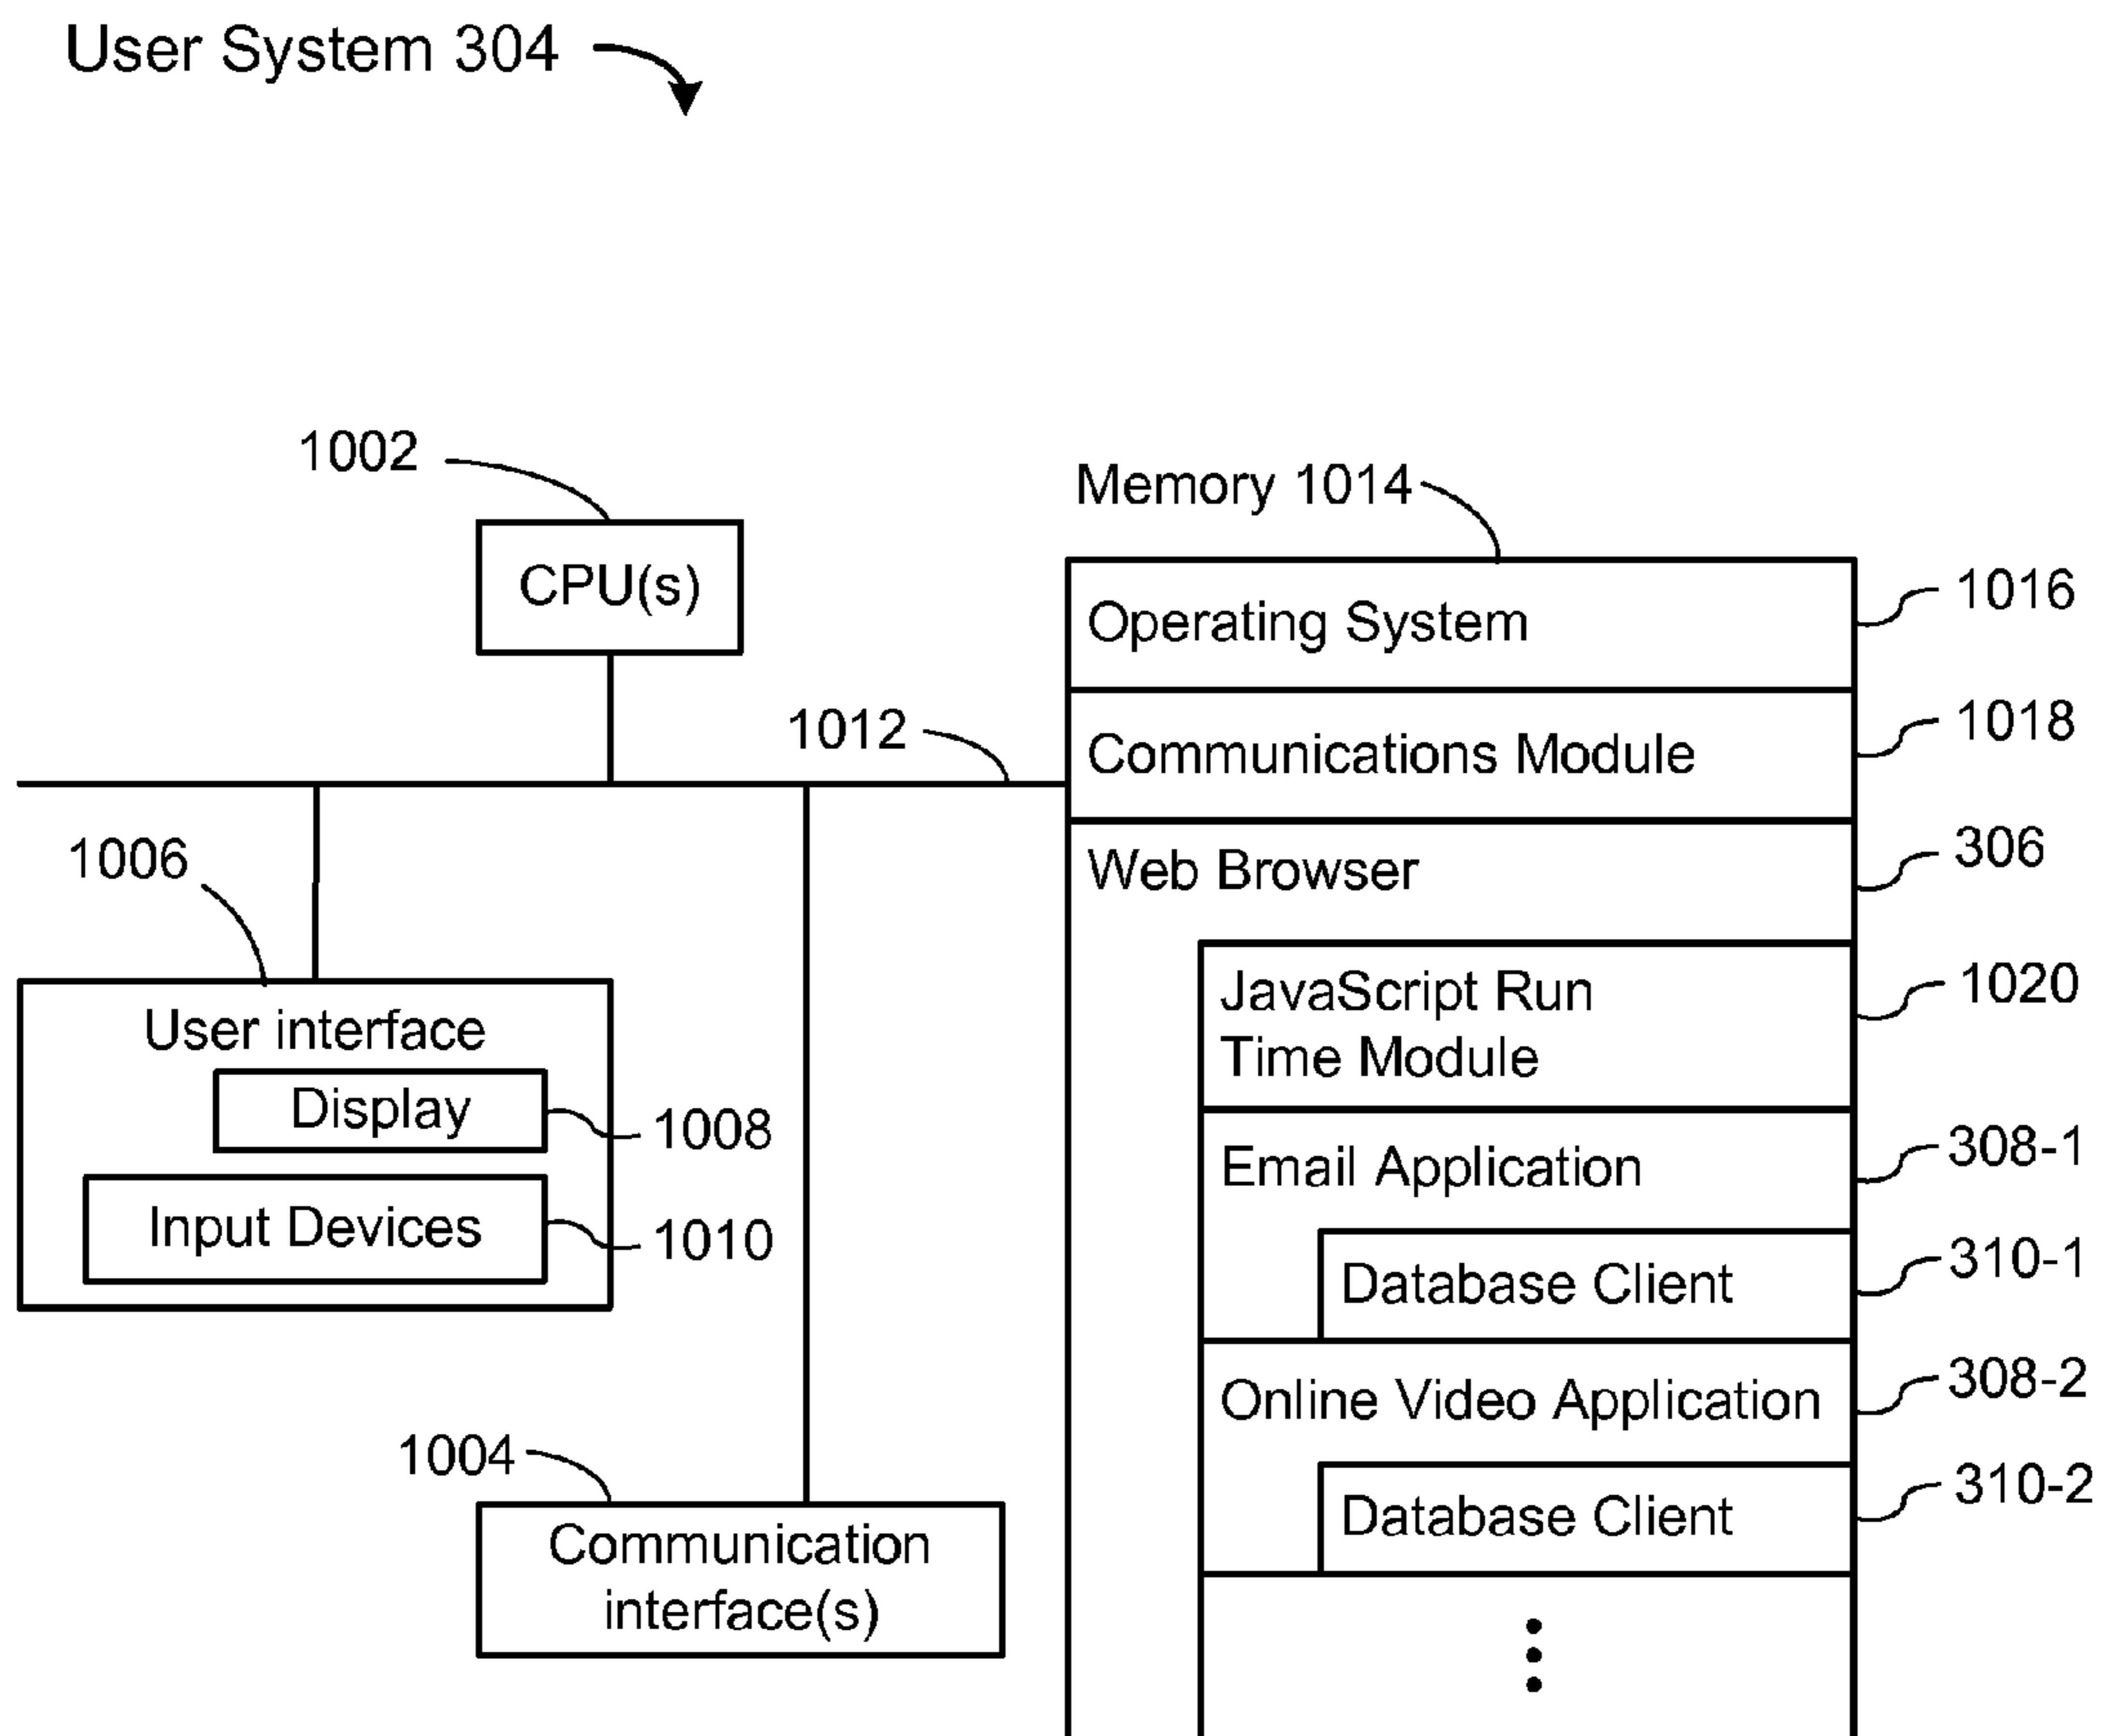 User System 304
1002
CPU(s)
1012
1006
User interface
Display
1008
Input Devices
1010
1004
Communication
interface(s)
Memory 1014
Operating System
1016
Communications Module
1018
Web Browser
306
JavaScript Run
Time Module
1020
Email Application
308-1
Database Client
310-1
Online Video Application
308-2
Database Client
310-2